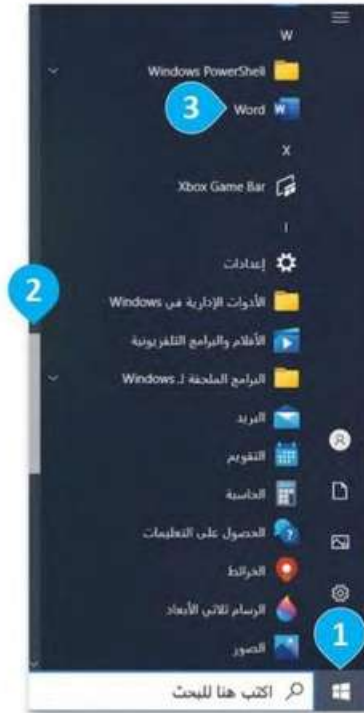 W
Windows PowerShell
3
Word
X
Xbox Game Bar
إ
إعدادات
2
الأدوات الإدارية في Windows
الأفلام والبرامج التلفزيونية
البرامج الملحقة لـ Windows
البريد
التقويم
الحاسبة
الحصول على التعليمات
الخرائط
الرسام ثلاثي الأبعاد
الصور
1
اكتب هنا للبحث